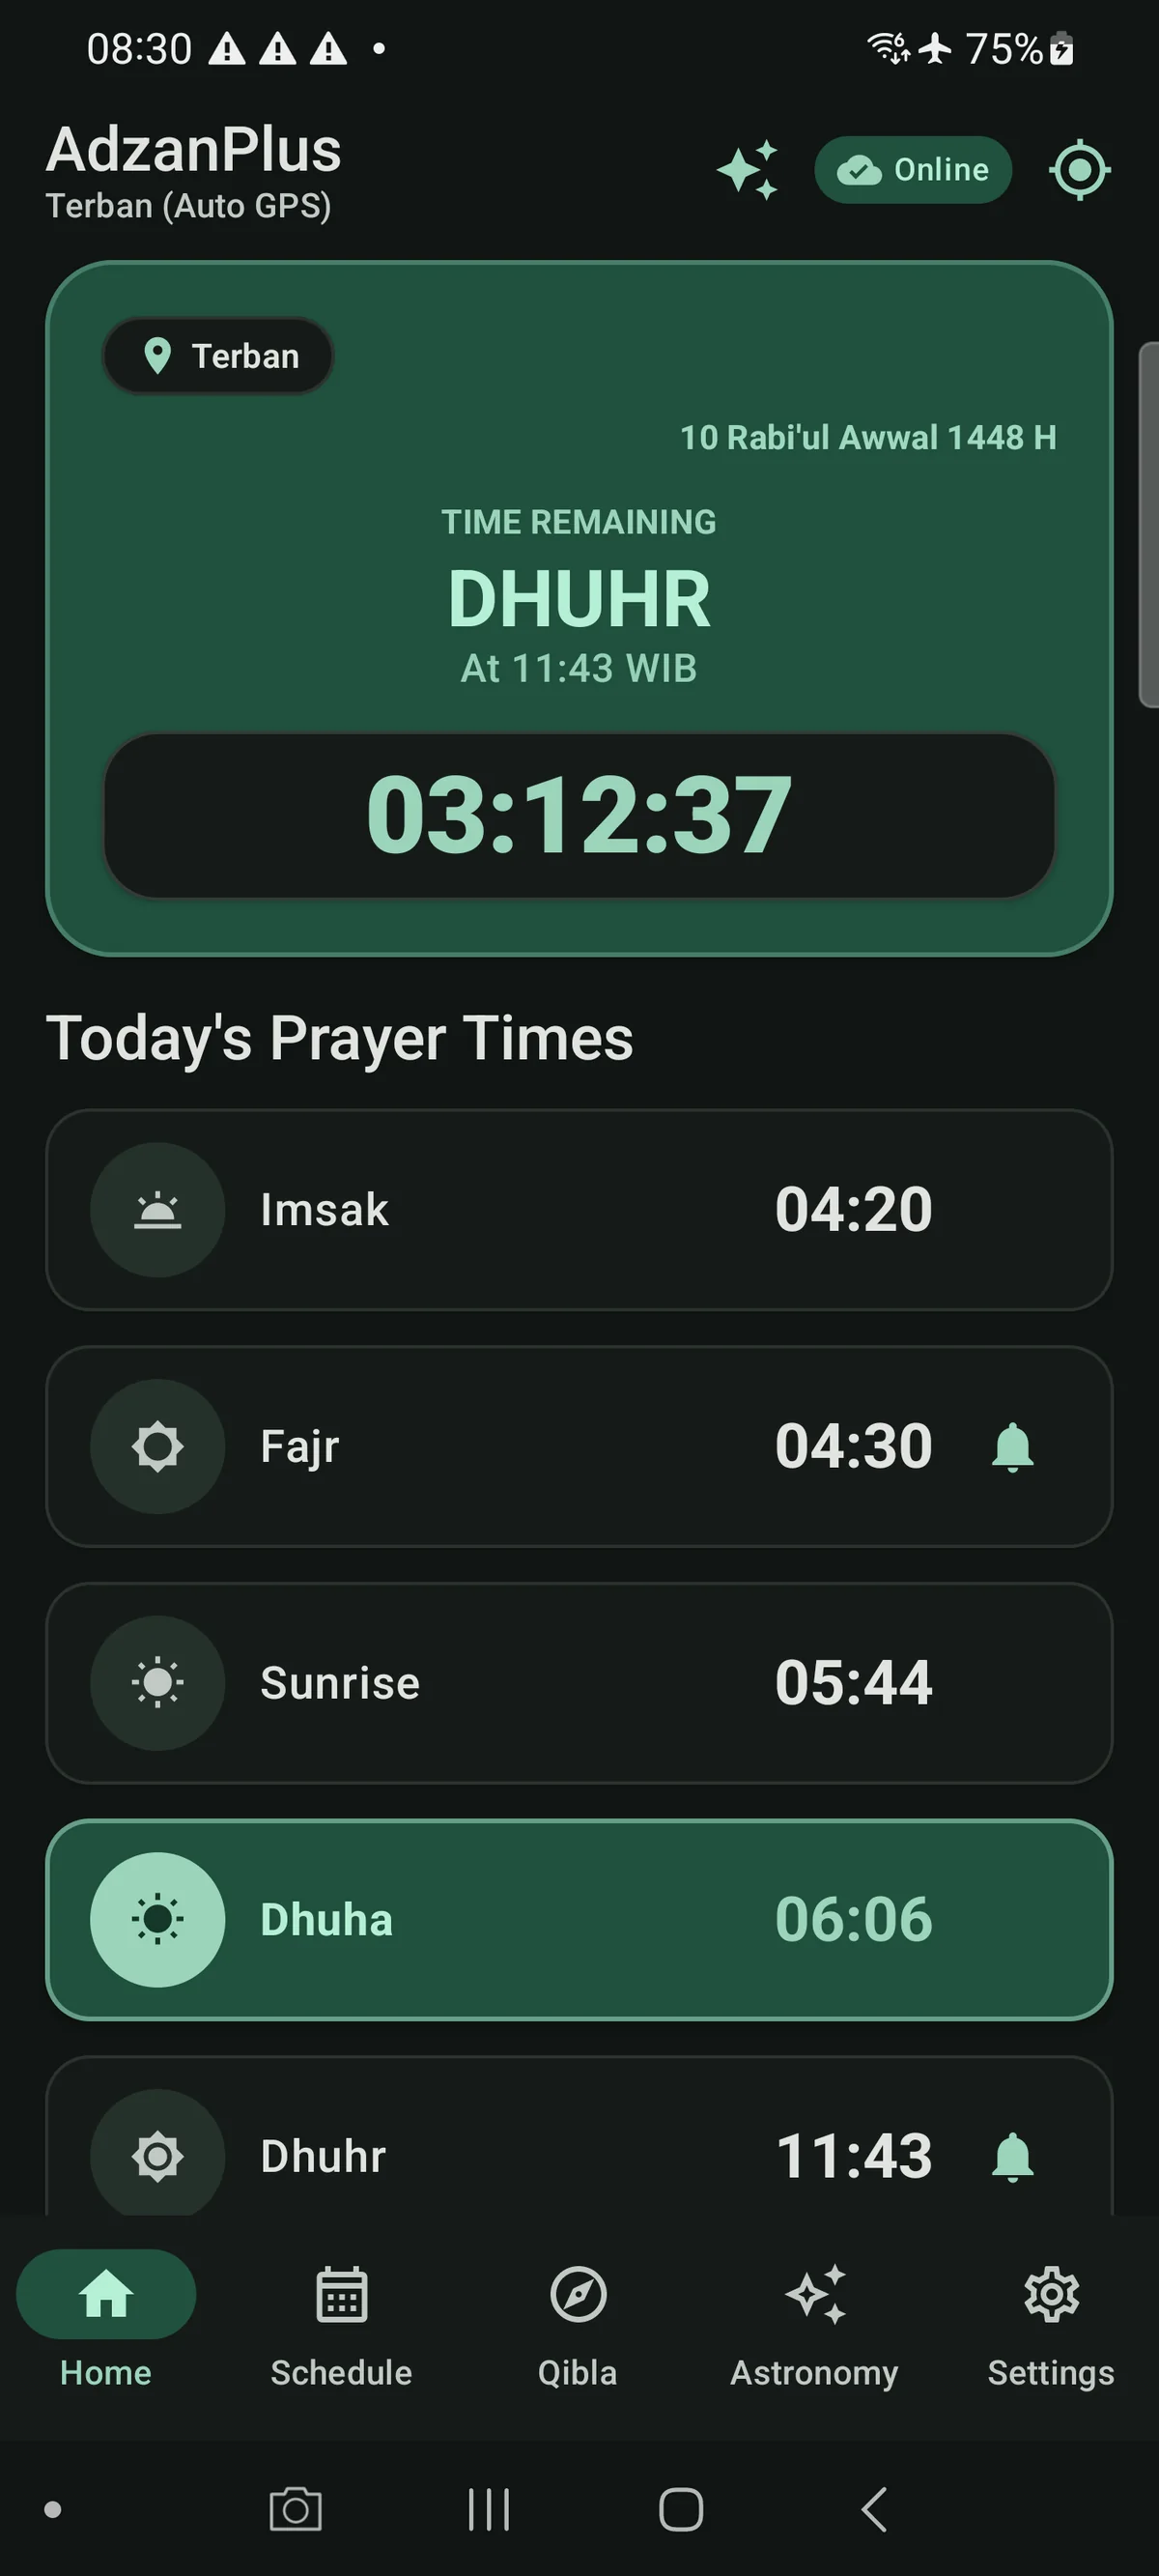 08:30 75%
AdzanPlus
Terban (Auto GPS)
Online
Terban
10 Rabi'ul Awwal 1448 H
TIME REMAINING
DHUHR
At 11:43 WIB
03:12:37
Today's Prayer Times
Imsak 04:20
Fajr 04:30
Sunrise 05:44
Dhuha 06:06
Dhuhr 11:43
Home Schedule Qibla Astronomy Settings